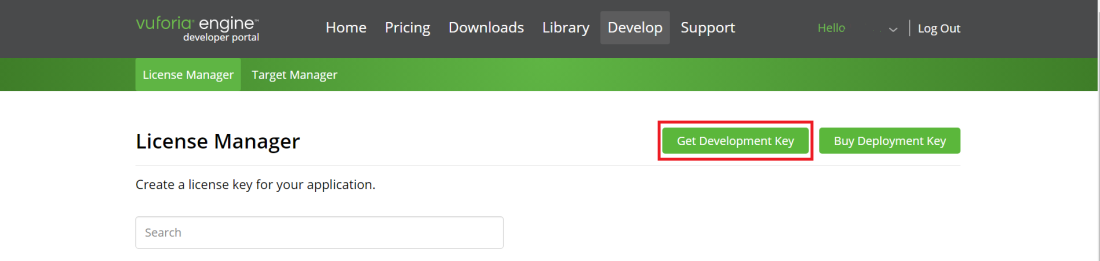 vuforia engine™
developer portal
Home Pricing Downloads Library Develop Support Hello Log Out
License Manager Target Manager
License Manager
Get Development Key Buy Deployment Key
Create a license key for your application.
Search